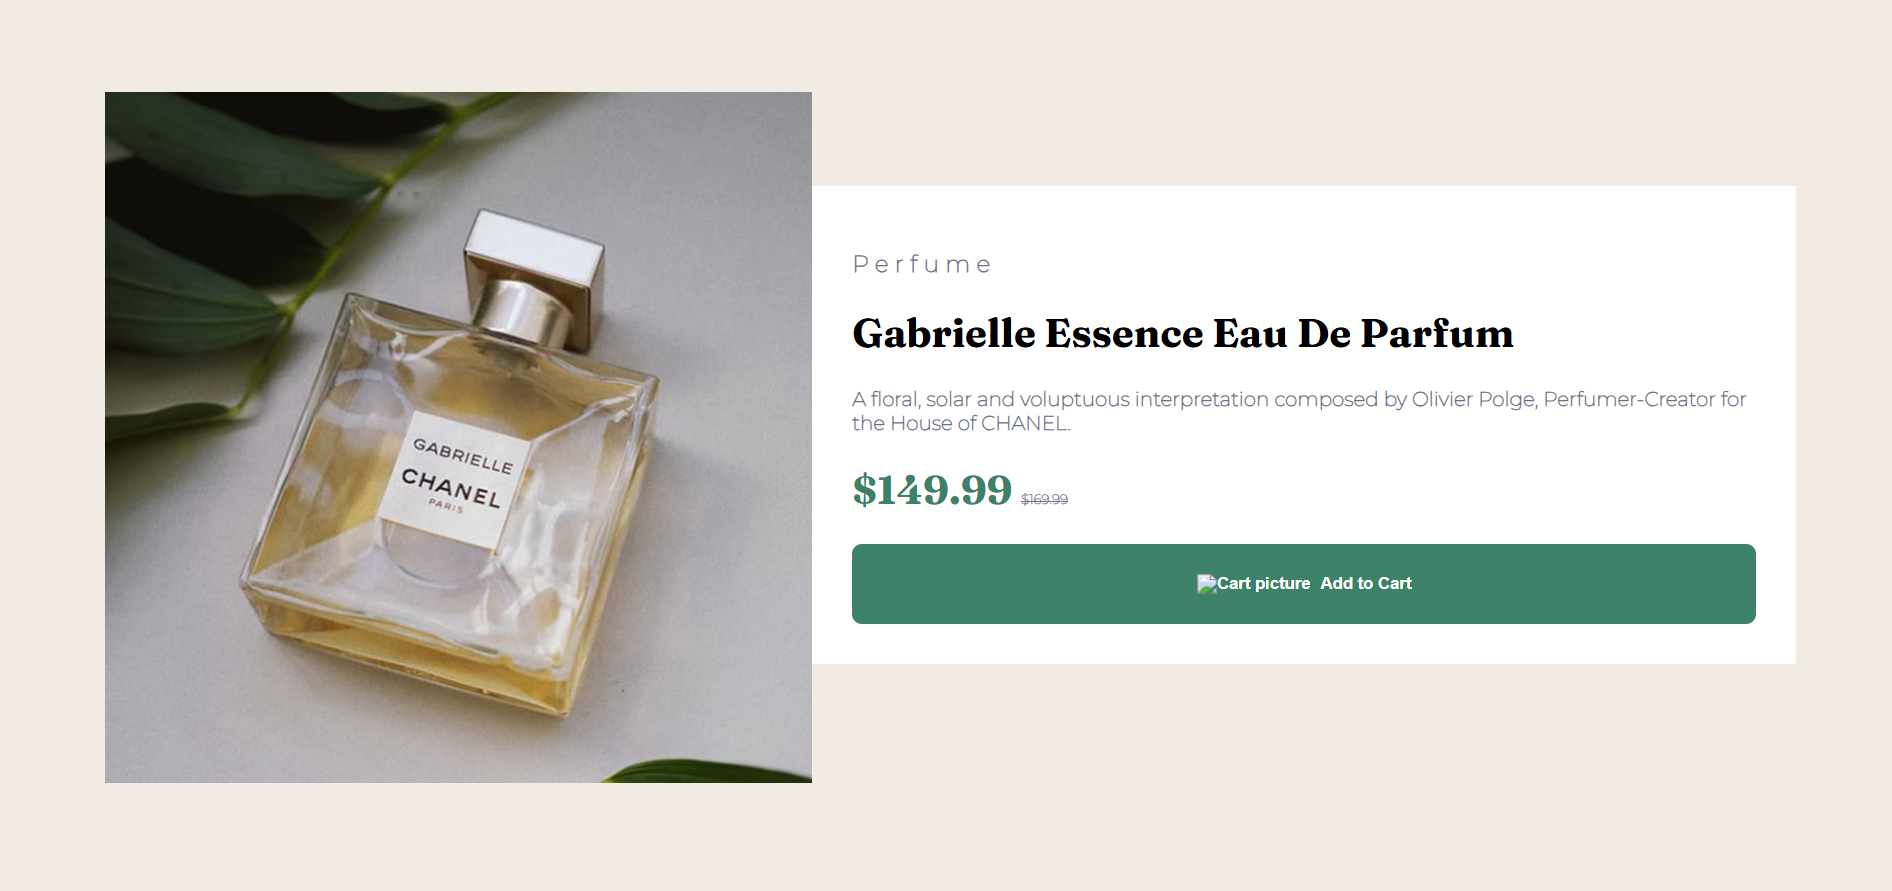 GABRIELLE
CHANEL
PARIS
Perfume
Gabrielle Essence Eau De Parfum
A floral, solar and voluptuous interpretation composed by Olivier Polge, Perfumer-Creator for
the House of CHANEL.
$149.99 $169.99
Cart picture Add to Cart